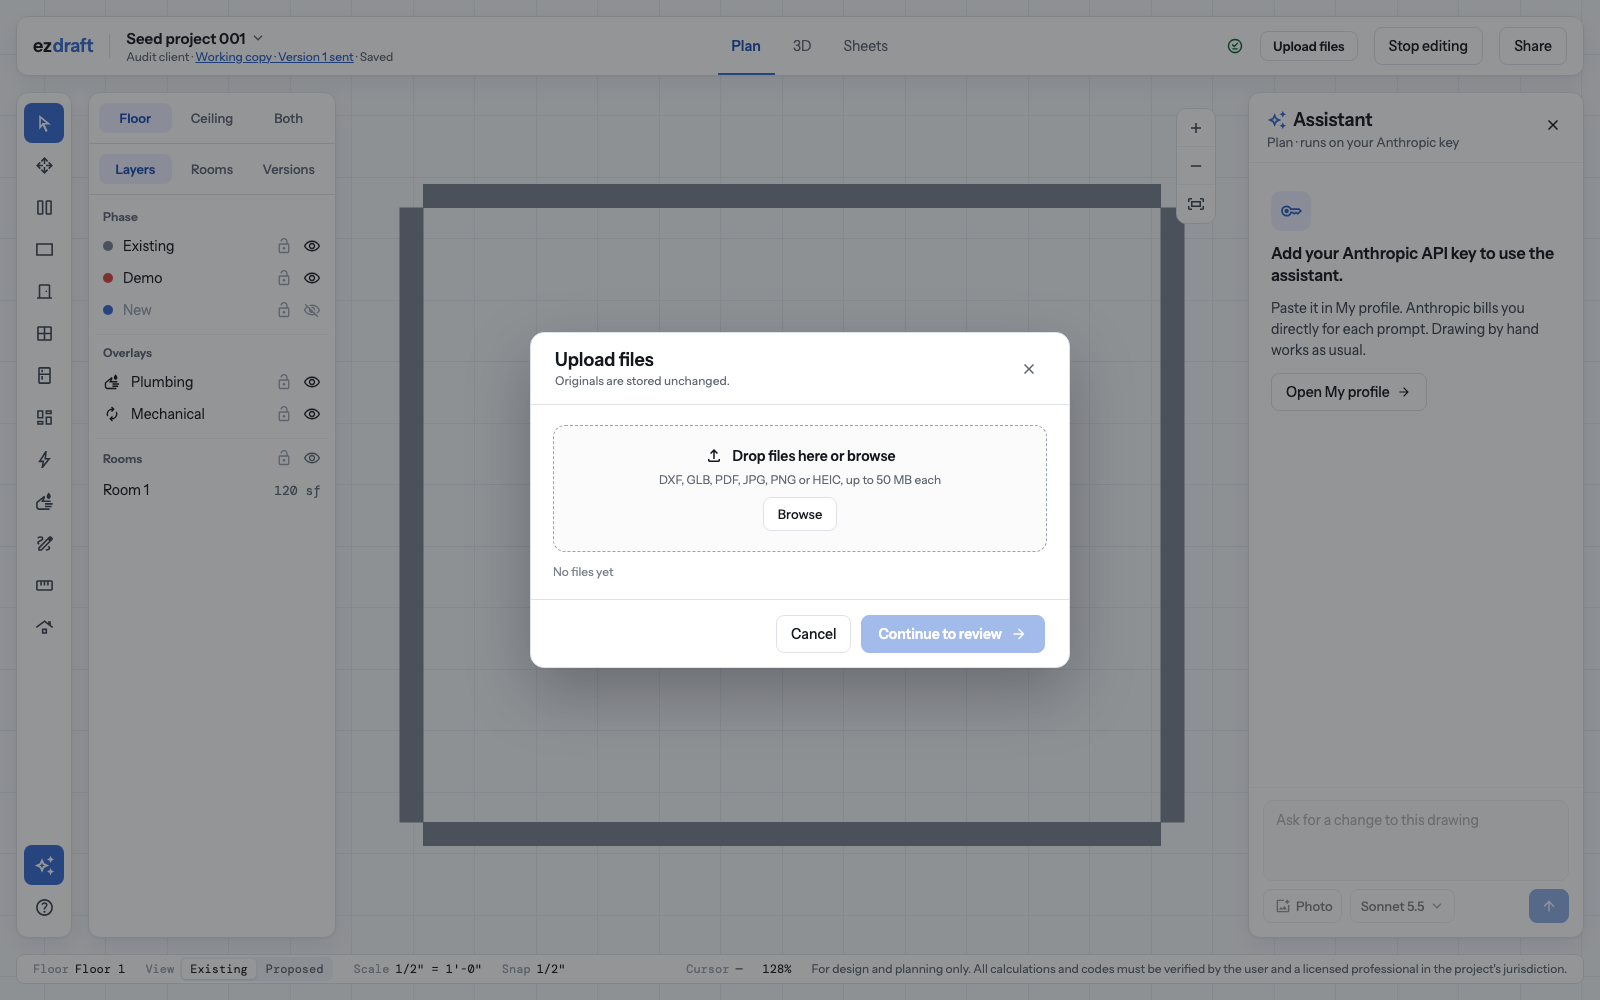 ezdraft
Seed project 001
Audit client · Working copy · Version 1 sent · Saved
Plan
3D
Sheets
Upload files
Stop editing
Share
Floor
Ceiling
Both
Layers
Rooms
Versions
Phase
Existing
Demo
New
Overlays
Plumbing
Mechanical
Rooms
Room 1
120 sf
Upload files
Originals are stored unchanged.
Drop files here or browse
DXF, GLB, PDF, JPG, PNG or HEIC, up to 50 MB each
Browse
No files yet
Cancel
Continue to review
Assistant
Plan · runs on your Anthropic key
Add your Anthropic API key to use the
assistant.
Paste it in My profile. Anthropic bills you
directly for each prompt. Drawing by hand
works as usual.
Open My profile
Ask for a change to this drawing
Photo
Sonnet 5.5
Floor Floor 1
View Existing Proposed
Scale 1/2" = 1'-0"
Snap 1/2"
Cursor —
128%
For design and planning only. All calculations and codes must be verified by the user and a licensed professional in the project's jurisdiction.